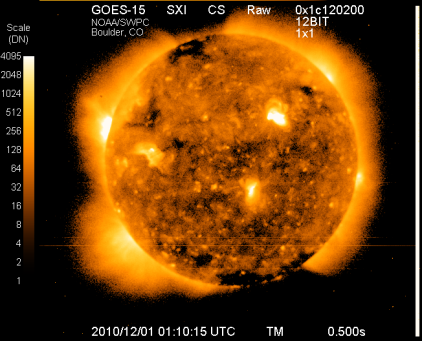 GOES-15 SXI CS Raw 0x1c120200
NOAA/SWPC 12BIT
Boulder, CO 1x1
Scale
(DN)
4095
2048
1024
512
256
128
64
32
16
8
4
2
1
2010/12/01 01:10:15 UTC TM 0.500s